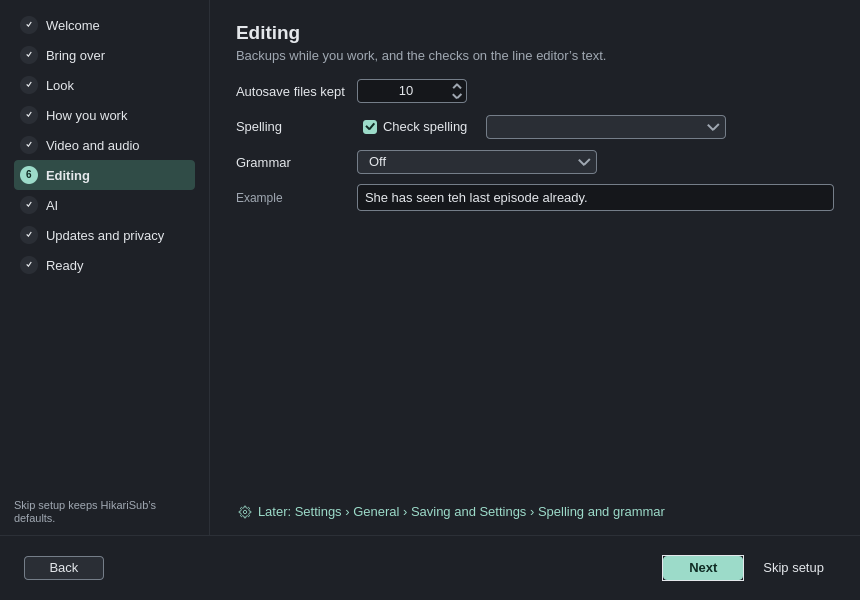 Welcome
Bring over
Look
How you work
Video and audio
6 Editing
AI
Updates and privacy
Ready
Skip setup keeps HikariSub's
defaults.
Editing
Backups while you work, and the checks on the line editor's text.
Autosave files kept 10
Spelling Check spelling
Grammar Off
Example She has seen teh last episode already.
Later: Settings › General › Saving and Settings › Spelling and grammar
Back Next Skip setup